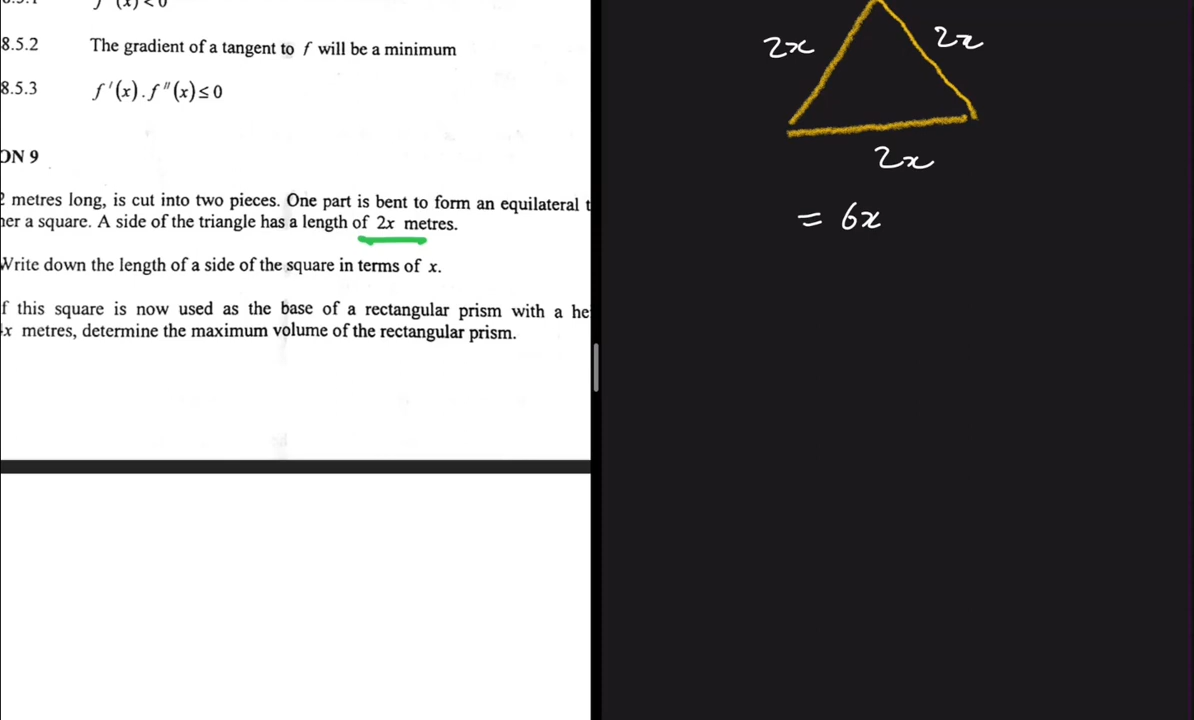 8.5.2 The gradient of a tangent to f will be a minimum
8.5.3 f'(x).f"(x)≤0
ON 9
metres long, is cut into two pieces. One part is bent to form an equilateral
a square. A side of the triangle has a length of 2x metres.
Write down the length of a side of the square in terms of x.
this square is now used as the base of a rectangular prism with a
x metres, determine the maximum volume of the rectangular prism.
2x
2x
2x
= 6x